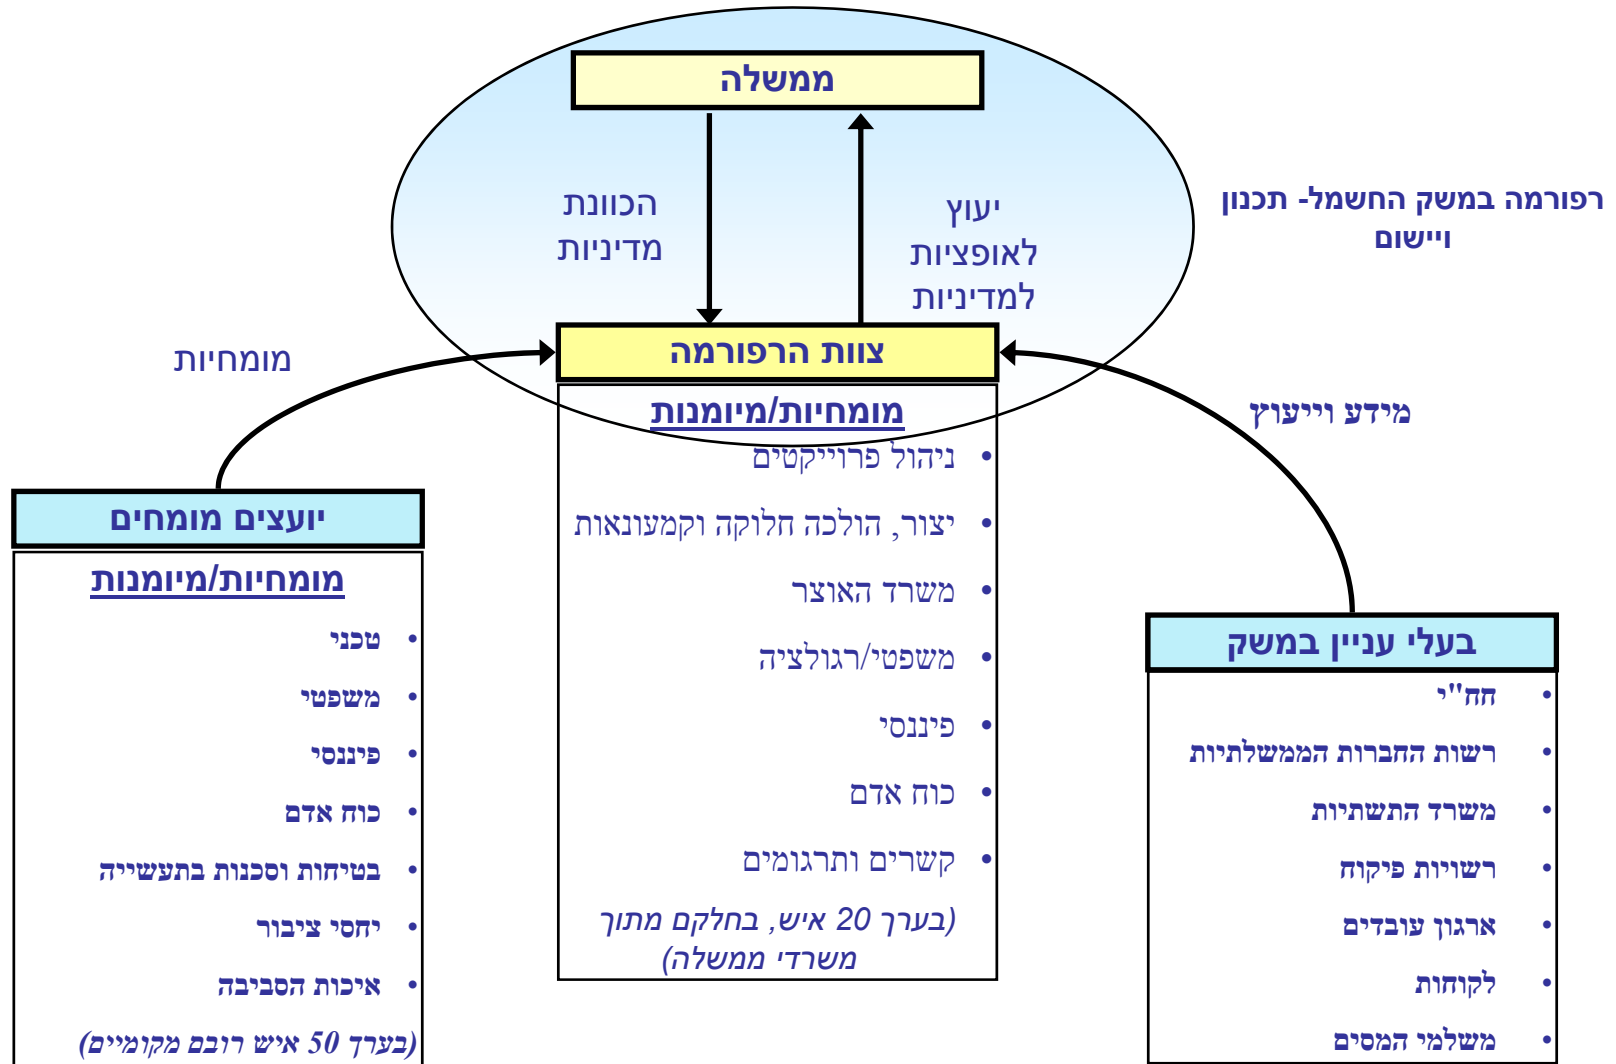 ממשלה
הכוונת
מדיניות
יעוץ
לאופציות
למדיניות
רפורמה במשק החשמל- תכנון
ויישום
צוות הרפורמה
מומחיות/מיומנות
• ניהול פרוייקטים
• יצור, הולכה חלוקה וקמעונאות
• משרד האוצר
• משפטי/רגולציה
• פיננסי
• כוח אדם
• קשרים ותרגומים
(בערך 20 איש, בחלקם מתוך
משרדי ממשלה)
מידע וייעוץ
בעלי עניין במשק
• חח"י
• רשות החברות הממשלתיות
• משרד התשתיות
• רשויות פיקוח
• ארגון עובדים
• לקוחות
• משלמי המסים
מומחיות
יועצים מומחים
מומחיות/מיומנות
• טכני
• משפטי
• פיננסי
• כוח אדם
• בטיחות וסכנות בתעשייה
• יחסי ציבור
• איכות הסביבה
(בערך 50 איש רובם מקומיים)